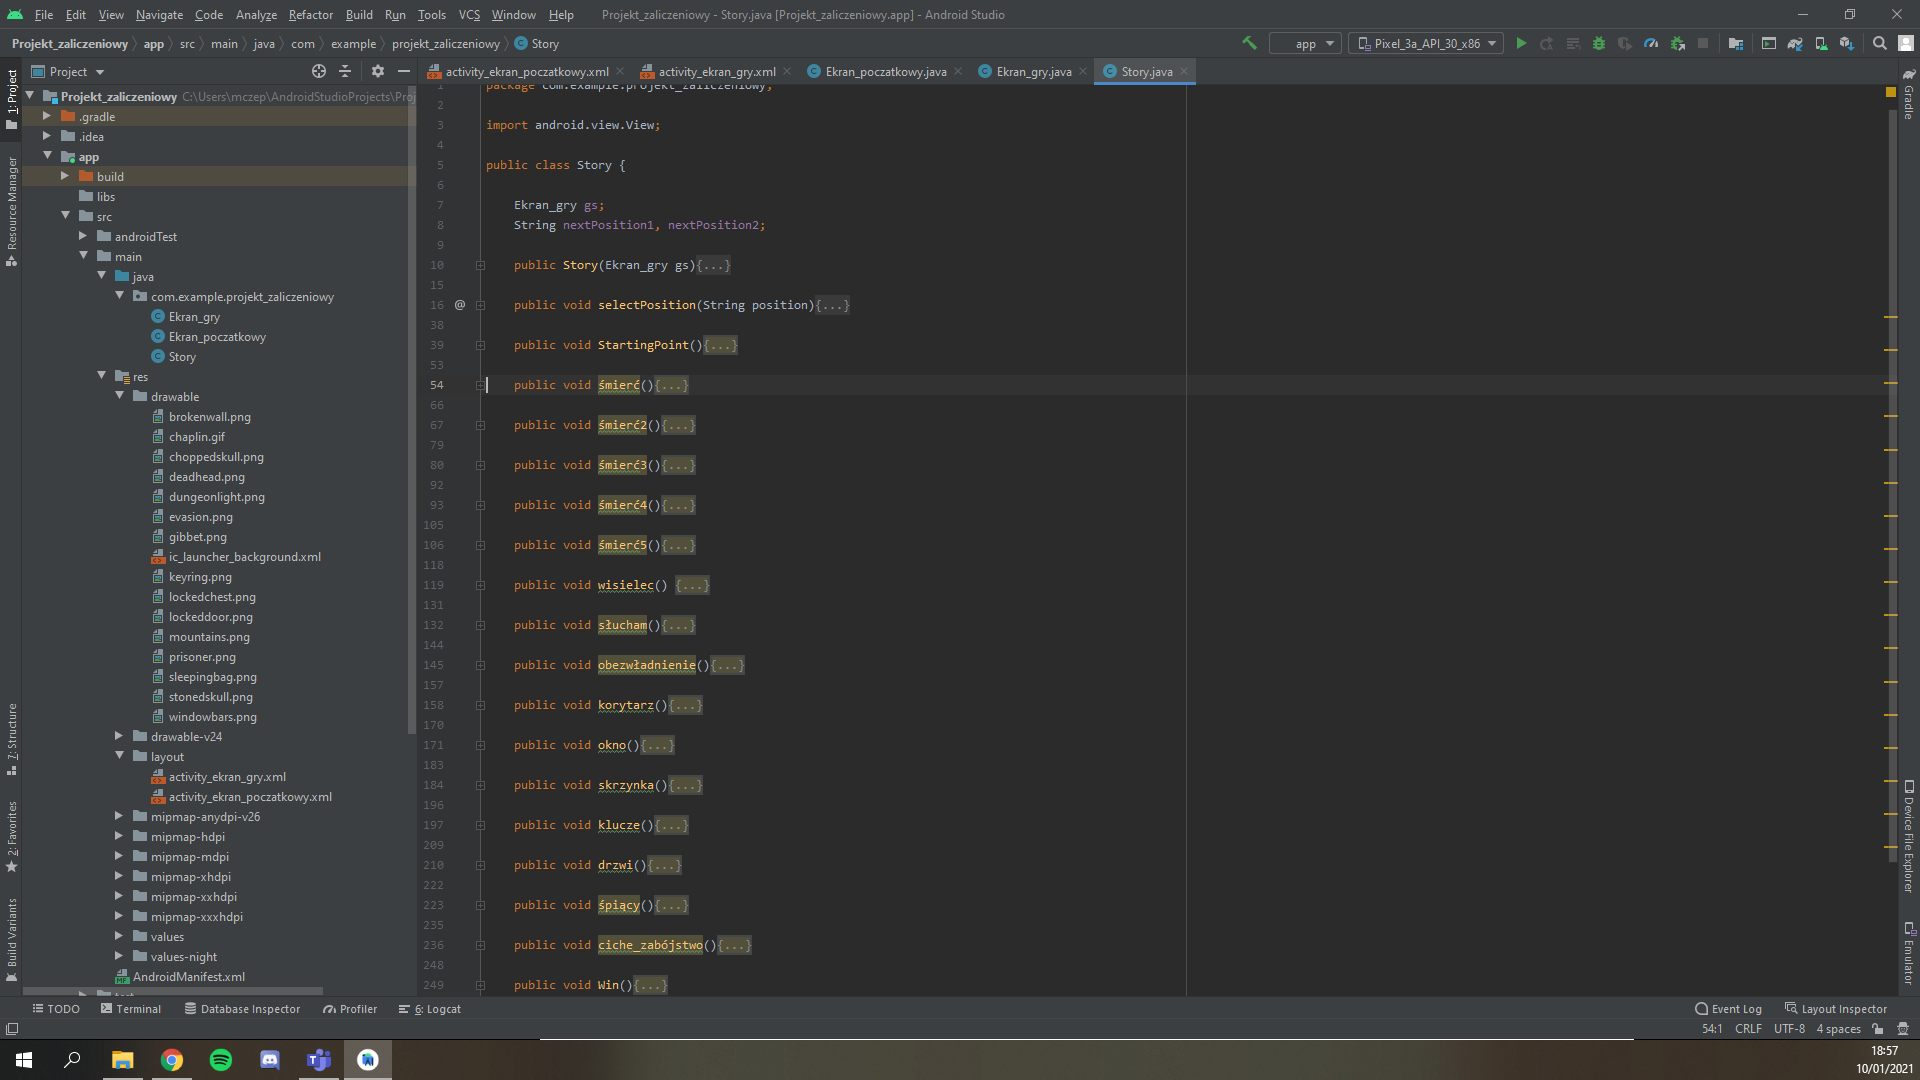 File Edit View Navigate Code Analyze Refactor Build Run Tools VCS Window Help Projekt_zaliczeniowy - Story.java [Projekt_zaliczeniowy.app] - Android Studio
Projekt_zaliczeniowy app src main java com example projekt_zaliczeniowy Story app Pixel_3a_API_30_x86
Project activity_ekran_poczatkowy.xml activity_ekran_gry.xml Ekran_poczatkowy.java Ekran_gry.java Story.java
Projekt_zaliczeniowy C:\Users\mczep\AndroidStudioProjects\Proj
.gradle
.idea
app
build
libs
src
androidTest
main
java
com.example.projekt_zaliczeniowy
Ekran_gry
Ekran_poczatkowy
Story
res
drawable
brokenwall.png
chaplin.gif
choppedskull.png
deadhead.png
dungeonlight.png
evasion.png
gibbet.png
ic_launcher_background.xml
keyring.png
lockedchest.png
lockeddoor.png
mountains.png
prisoner.png
sleepingbag.png
stonedskull.png
windowbars.png
drawable-v24
layout
activity_ekran_gry.xml
activity_ekran_poczatkowy.xml
mipmap-anydpi-v26
mipmap-hdpi
mipmap-mdpi
mipmap-xhdpi
mipmap-xxhdpi
mipmap-xxxhdpi
values
values-night
AndroidManifest.xml
test
1: Project
Resource Manager
7: Structure
2: Favorites
Build Variants
1 package com.example.projekt_zaliczeniowy;
2
3 import android.view.View;
4
5 public class Story {
6
7 Ekran_gry gs;
8 String nextPosition1, nextPosition2;
9
10 public Story(Ekran_gry gs){...}
15
16 @ public void selectPosition(String position){...}
38
39 public void StartingPoint(){...}
53
54 public void śmierć(){...}
66
67 public void śmierć2(){...}
79
80 public void śmierć3(){...}
92
93 public void śmierć4(){...}
105
106 public void śmierć5(){...}
118
119 public void wisielec() {...}
131
132 public void słucham(){...}
144
145 public void obezwładnienie(){...}
157
158 public void korytarz(){...}
170
171 public void okno(){...}
183
184 public void skrzynka(){...}
196
197 public void klucze(){...}
209
210 public void drzwi(){...}
222
223 public void śpiący(){...}
235
236 public void ciche_zabójstwo(){...}
248
249 public void Win(){...}
Gradle
Device File Explorer
Emulator
TODO Terminal Database Inspector Profiler 6: Logcat Event Log Layout Inspector
54:1 CRLF UTF-8 4 spaces
18:57
10/01/2021